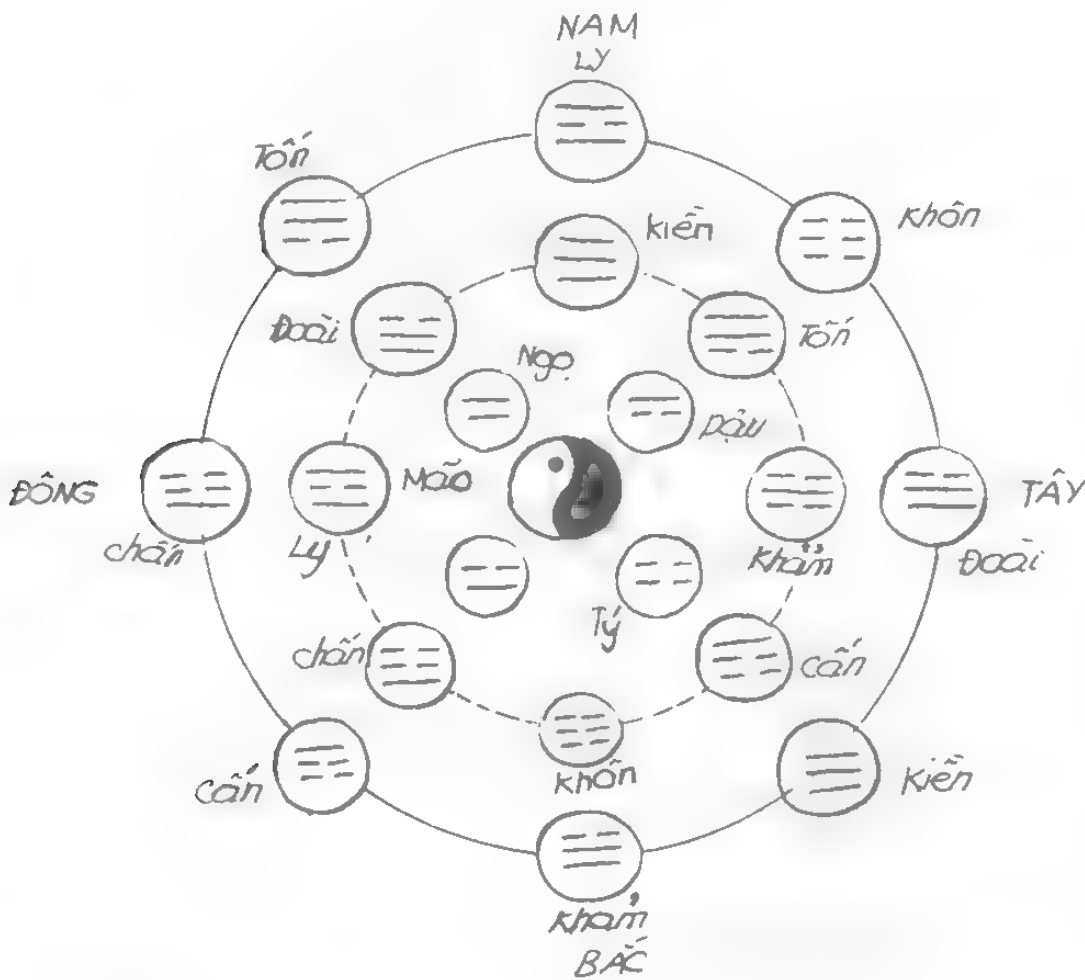 NAM
LY
Tốn
Khôn
Kiền
Đoài
Tốn
Ngọ
Dậu
ĐÔNG
Mão
TÂY
chấn
Lý
Khảm
Đoài
Tý
chấn
Cấn
Cấn
Khôn
Kiền
Khảm
BẮC